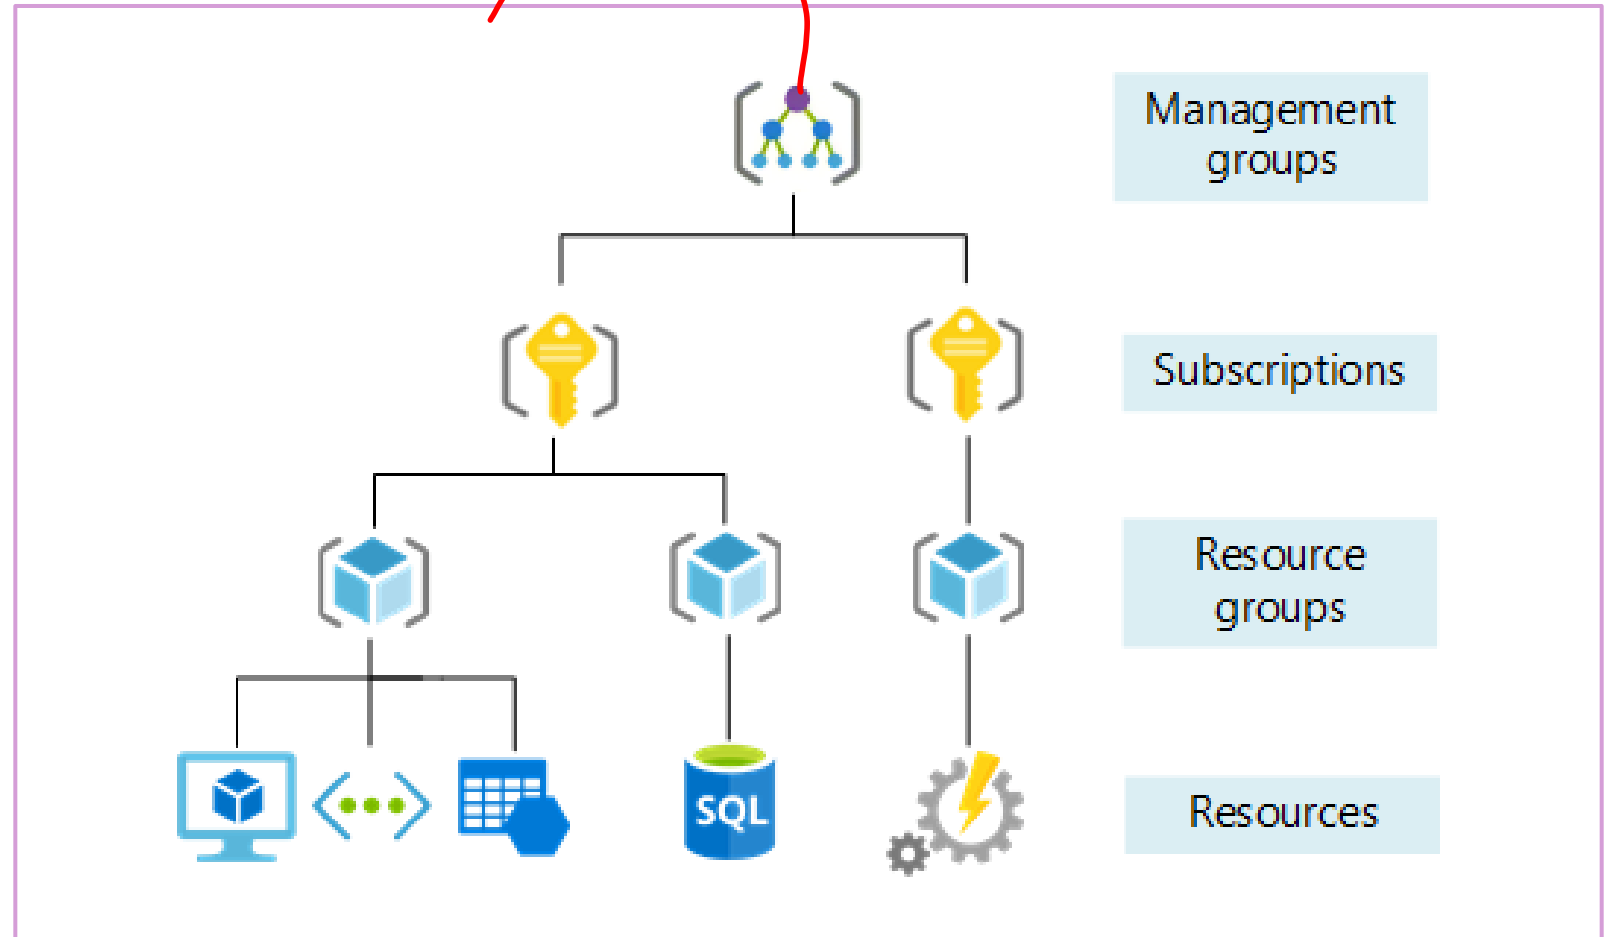 Management
groups
Subscriptions
Resource
groups
SQL
Resources